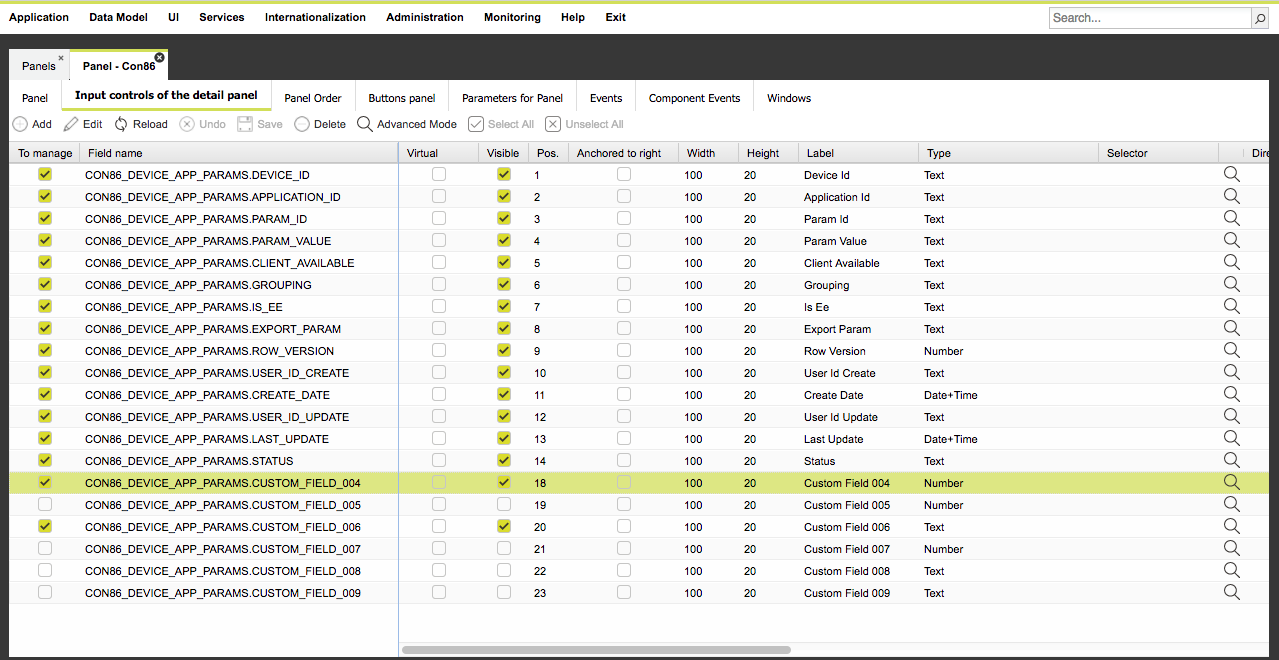 Application Data Model UI Services Internationalization Administration Monitoring Help Exit Search...
Panels Panel - Con86
Panel Input controls of the detail panel Panel Order Buttons panel Parameters for Panel Events Component Events Windows
Add Edit Reload Undo Save Delete Advanced Mode Select All Unselect All
To manage Field name Virtual Visible Pos. Anchored to right Width Height Label Type Selector Dire
CON86_DEVICE_APP_PARAMS.DEVICE_ID 1 100 20 Device Id Text
CON86_DEVICE_APP_PARAMS.APPLICATION_ID 2 100 20 Application Id Text
CON86_DEVICE_APP_PARAMS.PARAM_ID 3 100 20 Param Id Text
CON86_DEVICE_APP_PARAMS.PARAM_VALUE 4 100 20 Param Value Text
CON86_DEVICE_APP_PARAMS.CLIENT_AVAILABLE 5 100 20 Client Available Text
CON86_DEVICE_APP_PARAMS.GROUPING 6 100 20 Grouping Text
CON86_DEVICE_APP_PARAMS.IS_EE 7 100 20 Is Ee Text
CON86_DEVICE_APP_PARAMS.EXPORT_PARAM 8 100 20 Export Param Text
CON86_DEVICE_APP_PARAMS.ROW_VERSION 9 100 20 Row Version Number
CON86_DEVICE_APP_PARAMS.USER_ID_CREATE 10 100 20 User Id Create Text
CON86_DEVICE_APP_PARAMS.CREATE_DATE 11 100 20 Create Date Date+Time
CON86_DEVICE_APP_PARAMS.USER_ID_UPDATE 12 100 20 User Id Update Text
CON86_DEVICE_APP_PARAMS.LAST_UPDATE 13 100 20 Last Update Date+Time
CON86_DEVICE_APP_PARAMS.STATUS 14 100 20 Status Text
CON86_DEVICE_APP_PARAMS.CUSTOM_FIELD_004 18 100 20 Custom Field 004 Number
CON86_DEVICE_APP_PARAMS.CUSTOM_FIELD_005 19 100 20 Custom Field 005 Number
CON86_DEVICE_APP_PARAMS.CUSTOM_FIELD_006 20 100 20 Custom Field 006 Text
CON86_DEVICE_APP_PARAMS.CUSTOM_FIELD_007 21 100 20 Custom Field 007 Number
CON86_DEVICE_APP_PARAMS.CUSTOM_FIELD_008 22 100 20 Custom Field 008 Text
CON86_DEVICE_APP_PARAMS.CUSTOM_FIELD_009 23 100 20 Custom Field 009 Text